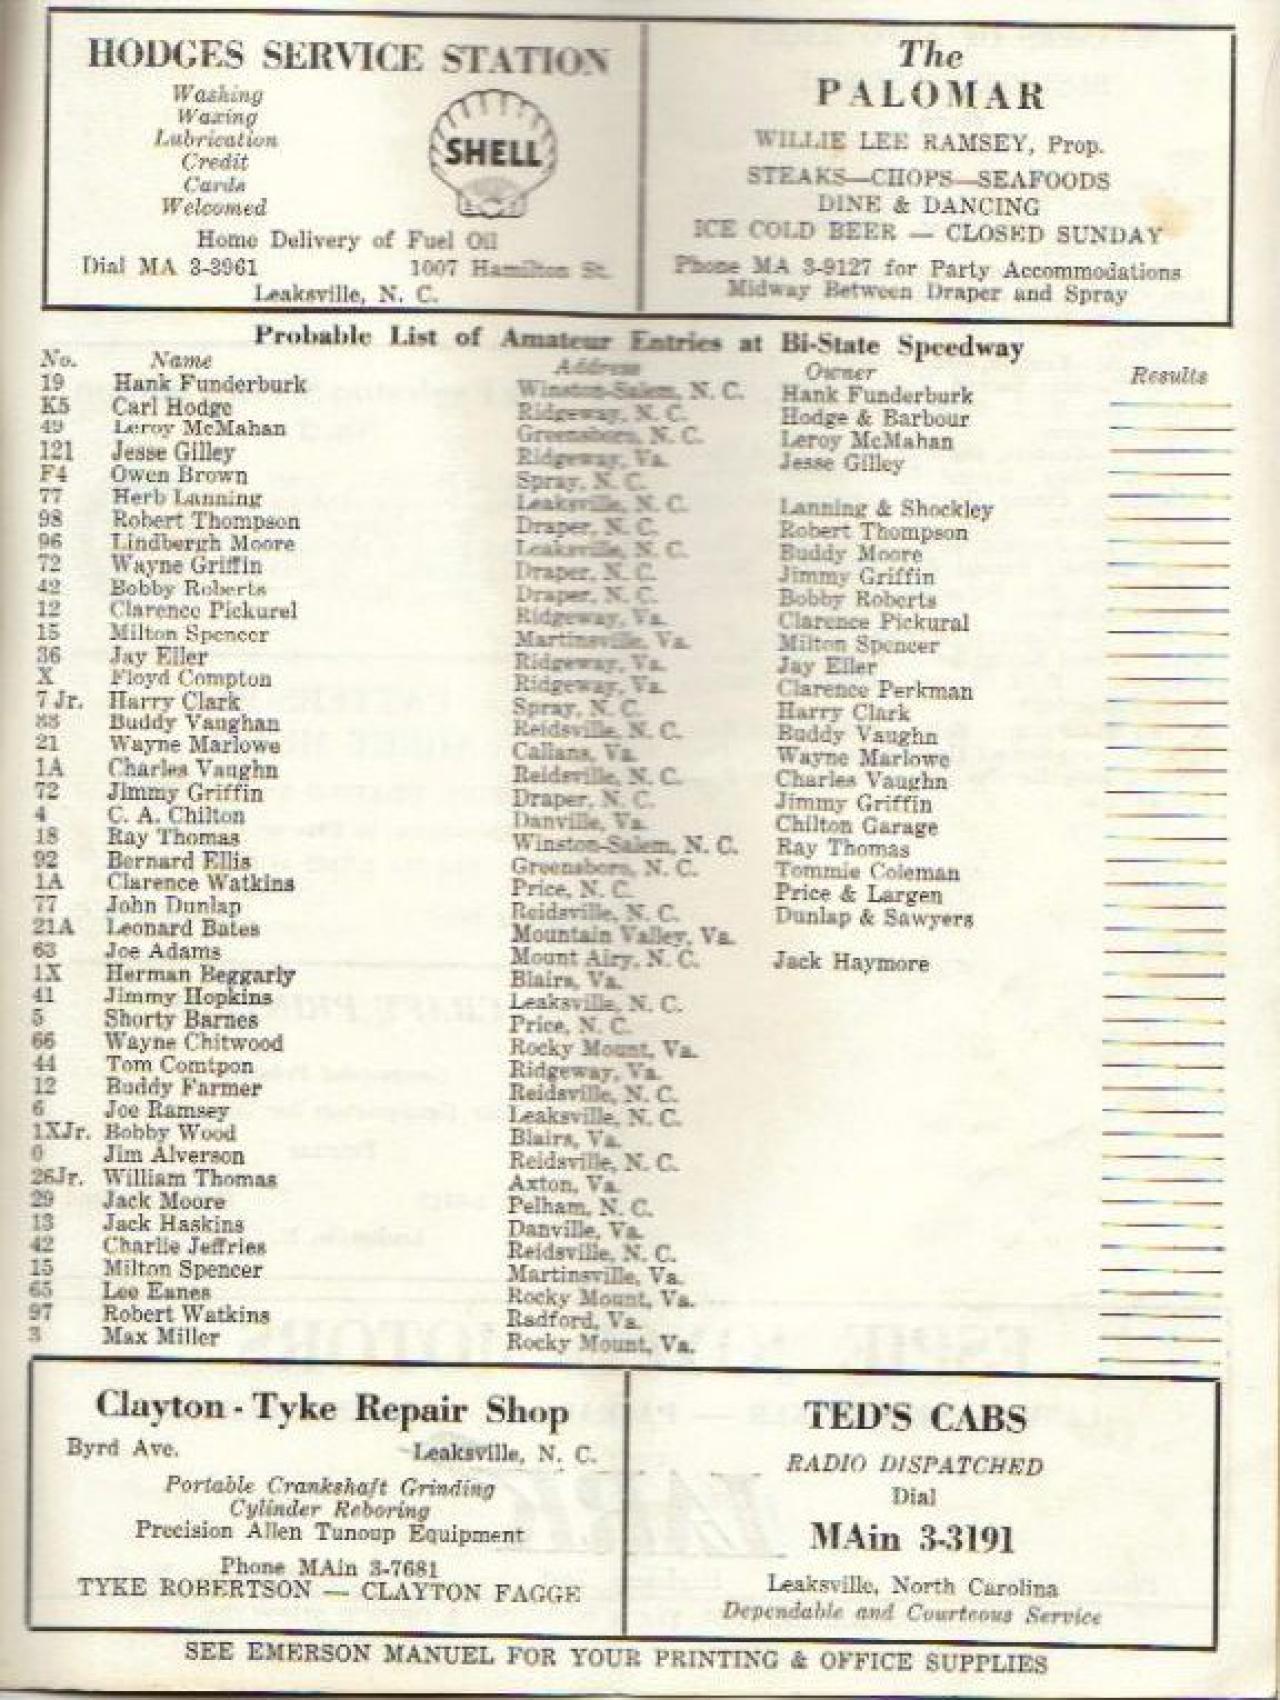 HODGES SERVICE STATION
Washing
Waxing
Lubrication
Credit
Cards
Welcomed
SHELL
Home Delivery of Fuel Oil
Dial MA 3-3961 1007 Hamilton St.
Leaksville, N. C.
The
PALOMAR
WILLIE LEE RAMSEY, Prop.
STEAKS—CHOPS—SEAFOODS
DINE & DANCING
ICE COLD BEER — CLOSED SUNDAY
Phone MA 3-9127 for Party Accommodations
Midway Between Draper and Spray
Probable List of Amateur Entries at Bi-State Speedway
No. Name Address Owner Results
19 Hank Funderburk Winston-Salem, N. C. Hank Funderburk
K5 Carl Hodge Ridgeway, N. C. Hodge & Barbour
49 Leroy McMahan Greensboro, N. C. Leroy McMahan
121 Jesse Gilley Ridgeway, Va. Jesse Gilley
F4 Owen Brown Spray, N. C.
77 Herb Lanning Leaksville, N. C. Lanning & Shockley
98 Robert Thompson Draper, N. C. Robert Thompson
96 Lindbergh Moore Leaksville, N. C. Buddy Moore
72 Wayne Griffin Draper, N. C. Jimmy Griffin
42 Bobby Roberts Draper, N. C. Bobby Roberts
12 Clarence Pickurel Ridgeway, Va. Clarence Pickural
15 Milton Spencer Martinsville, Va. Milton Spencer
36 Jay Eller Ridgeway, Va. Jay Eller
X Floyd Compton Ridgeway, Va. Clarence Perkman
7 Jr. Harry Clark Spray, N. C. Harry Clark
Buddy Vaughan Reidsville, N. C. Buddy Vaughn
21 Wayne Marlowe Callans, Va. Wayne Marlowe
1A Charles Vaughn Reidsville, N. C. Charles Vaughn
72 Jimmy Griffin Draper, N. C. Jimmy Griffin
4 C. A. Chilton Danville, Va. Chilton Garage
18 Ray Thomas Winston-Salem, N. C. Ray Thomas
92 Bernard Ellis Greensboro, N. C. Tommie Coleman
1A Clarence Watkins Price, N. C. Price & Largen
77 John Dunlap Reidsville, N. C. Dunlap & Sawyers
21A Leonard Bates Mountain Valley, Va.
63 Joe Adams Mount Airy, N. C. Jack Haymore
1X Herman Beggarly Blairs, Va.
41 Jimmy Hopkins Leaksville, N. C.
5 Shorty Barnes Price, N. C.
66 Wayne Chitwood Rocky Mount, Va.
44 Tom Comtpon Ridgeway, Va.
12 Buddy Farmer Reidsville, N. C.
6 Joe Ramsey Leaksville, N. C.
1XJr. Bobby Wood Blairs, Va.
0 Jim Alverson Reidsville, N. C.
26Jr. William Thomas Axton, Va.
29 Jack Moore Pelham, N. C.
13 Jack Haskins Danville, Va.
42 Charlie Jeffries Reidsville, N. C.
15 Milton Spencer Martinsville, Va.
65 Lee Eanes Rocky Mount, Va.
97 Robert Watkins Radford, Va.
3 Max Miller Rocky Mount, Va.
Clayton - Tyke Repair Shop
Byrd Ave. Leaksville, N. C.
Portable Crankshaft Grinding
Cylinder Reboring
Precision Allen Tunoup Equipment
Phone MAin 3-7681
TYKE ROBERTSON — CLAYTON FAGGE
TED'S CABS
RADIO DISPATCHED
Dial
MAin 3-3191
Leaksville, North Carolina
Dependable and Courteous Service
SEE EMERSON MANUEL FOR YOUR PRINTING & OFFICE SUPPLIES